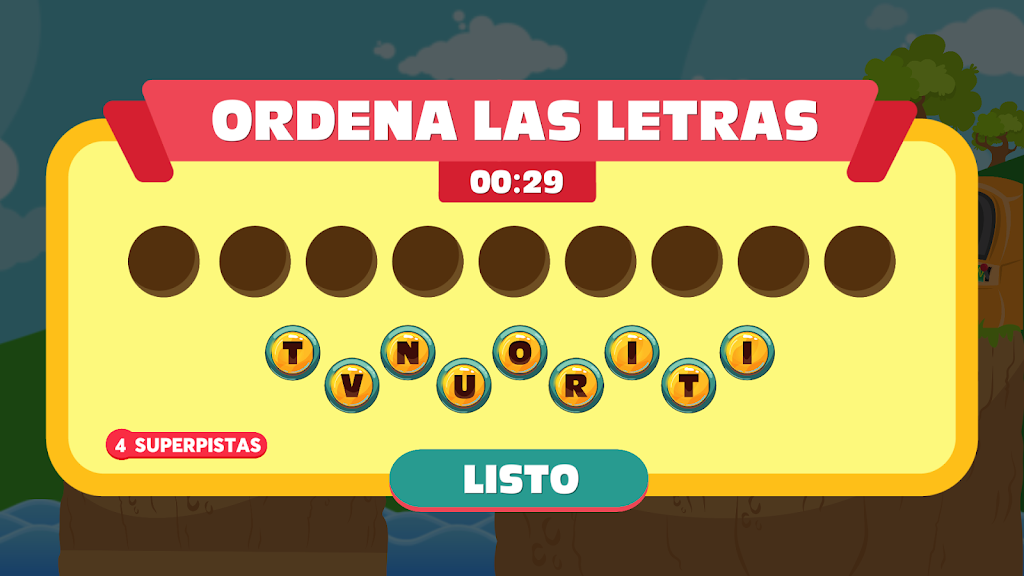 ORDENA LAS LETRAS
00:29
T V N U O R I T I
4 SUPERPISTAS
LISTO